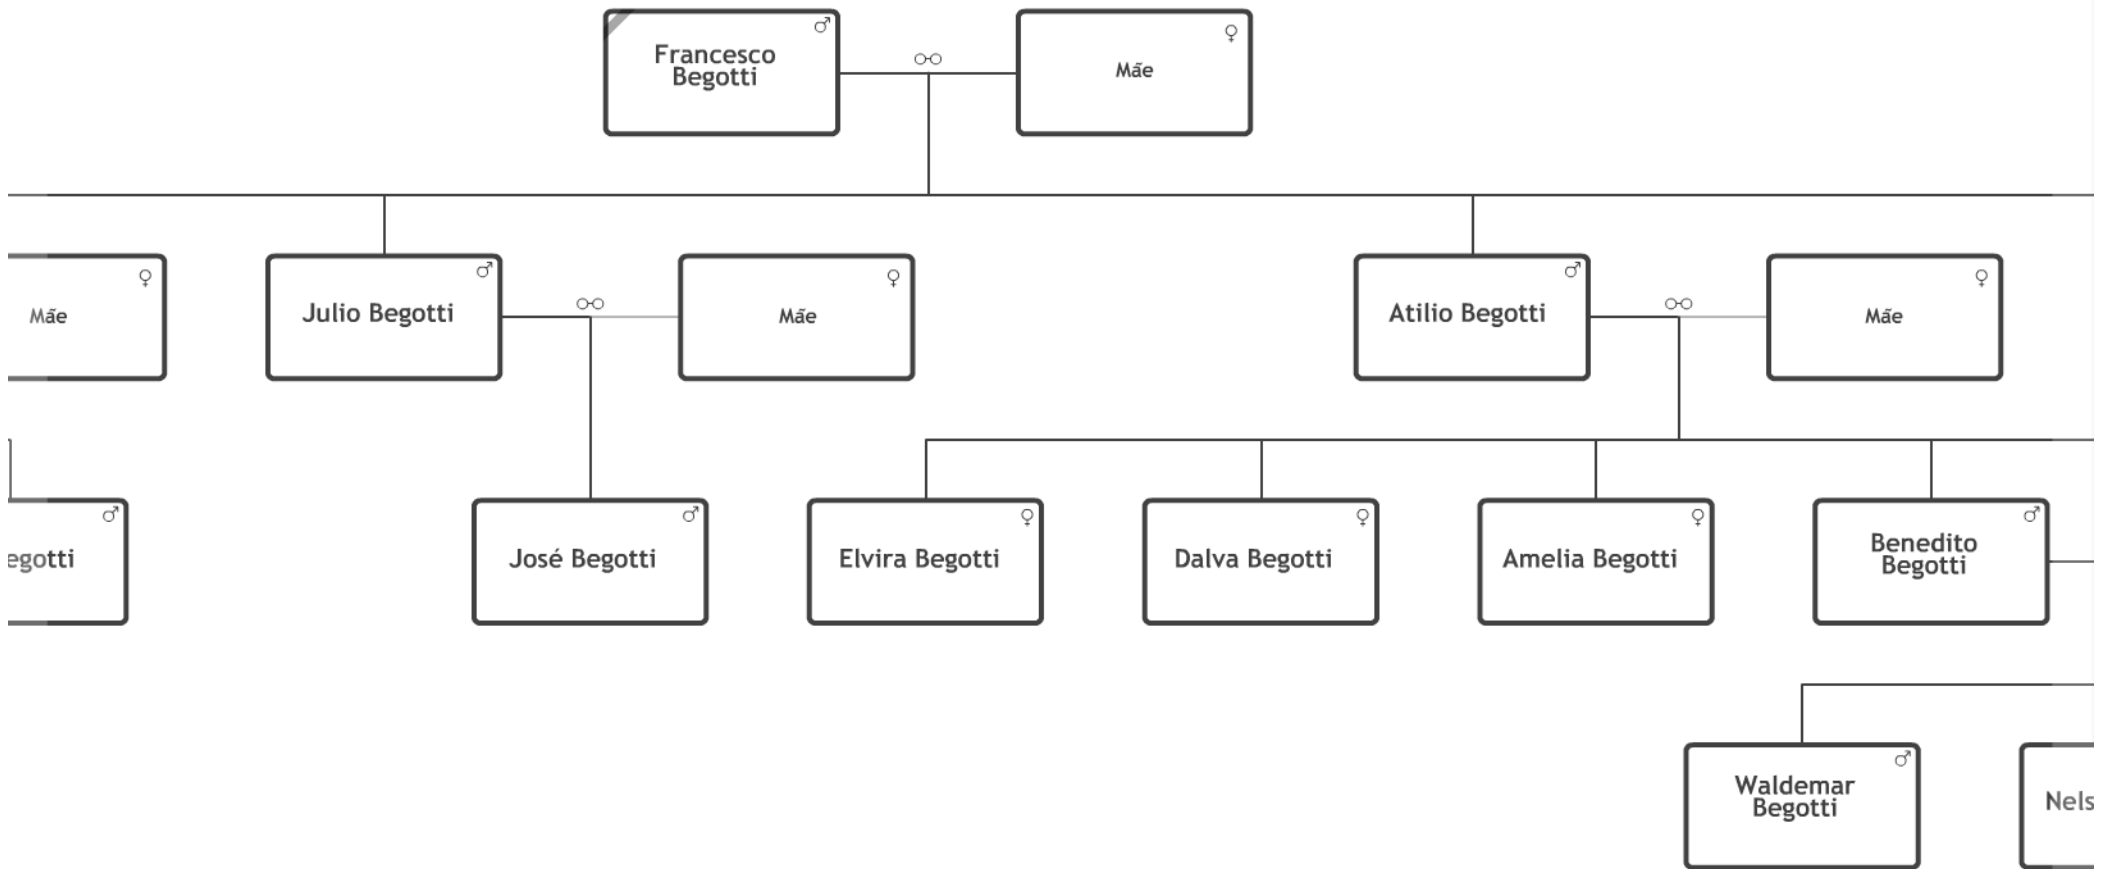 Francesco
Begotti
Mãe
Mãe
Julio Begotti
Mãe
Atilio Begotti
Mãe
egotti
José Begotti
Elvira Begotti
Dalva Begotti
Amelia Begotti
Benedito
Begotti
Waldemar
Begotti
Nels